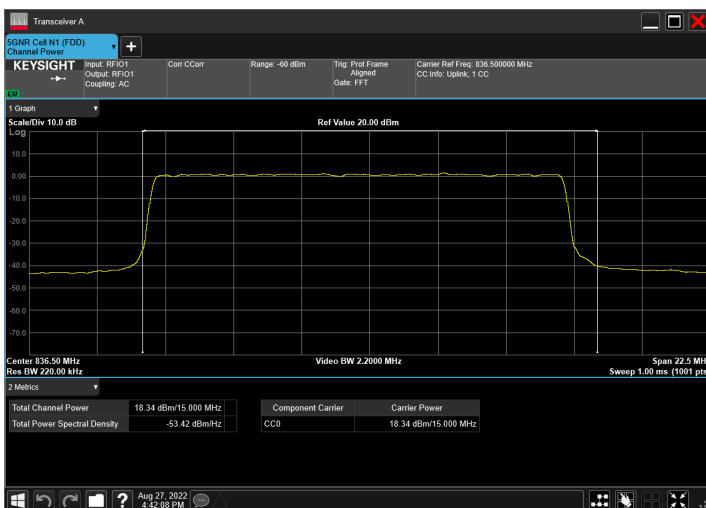 Transceiver A
5GNR Cell N1 (FDD)
Channel Power
+
KEYSIGHT
LXI
Input: RFIO1
Output: RFIO1
Coupling: AC
Corr CCorr
Range: -60 dBm
Trig: Prot Frame
Aligned
Gate: FFT
Carrier Ref Freq: 836.500000 MHz
CC Info: Uplink, 1 CC
1 Graph
Scale/Div 10.0 dB
Ref Value 20.00 dBm
Log
10.0
0.00
-10.0
-20.0
-30.0
-40.0
-50.0
-60.0
-70.0
Center 836.50 MHz
Video BW 2.2000 MHz
Span 22.5 MH
Res BW 220.00 kHz
Sweep 1.00 ms (1001 pts
2 Metrics
Total Channel Power 18.34 dBm/15.000 MHz
Total Power Spectral Density -53.42 dBm/Hz
Component Carrier Carrier Power
CC0 18.34 dBm/15.000 MHz
?
Aug 27, 2022
4:42:08 PM